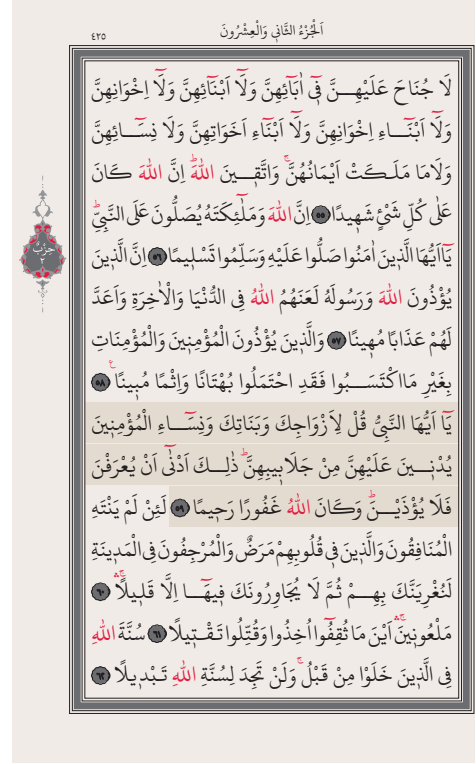 ٤٢٥
اَلْجُزْءُ الثَّانِي وَالْعِشْرُونَ
لَا جُنَاحَ عَلَيْهِنَّ فِٓي اٰبَٓائِهِنَّ وَلَٓا اَبْنَٓائِهِنَّ وَلَٓا اِخْوَانِهِنَّ
وَلَٓا اَبْنَٓاءِ اِخْوَانِهِنَّ وَلَٓا اَبْنَٓاءِ اَخَوَاتِهِنَّ وَلَا نِسَٓائِهِنَّ
وَلَامَا مَلَكَتْ اَيْمَانُهُنَّۚ وَاتَّقِينَ اللّٰهَۜ اِنَّ اللّٰهَ كَانَ
عَلٰى كُلِّ شَيْءٍ شَهِيدًا ﴿٥٥﴾ اِنَّ اللّٰهَ وَمَلٰٓئِكَتَهُ يُصَلُّونَ عَلَى النَّبِيِّۜ
يَٓا اَيُّهَا الَّذِينَ اٰمَنُوا صَلُّوا عَلَيْهِ وَسَلِّمُوا تَسْلِيمًا ﴿٥٦﴾ اِنَّ الَّذِينَ
يُؤْذُونَ اللّٰهَ وَرَسُولَهُ لَعَنَهُمُ اللّٰهُ فِي الدُّنْيَا وَالْاٰخِرَةِ وَاَعَدَّ
لَهُمْ عَذَابًا مُهِينًا ﴿٥٧﴾ وَالَّذِينَ يُؤْذُونَ الْمُؤْمِنِينَ وَالْمُؤْمِنَاتِ
بِغَيْرِ مَا اكْتَسَبُوا فَقَدِ احْتَمَلُوا بُهْتَانًا وَاِثْمًا مُبِينًا۟ ﴿٥٨﴾
يَٓا اَيُّهَا النَّبِيُّ قُلْ لِاَزْوَاجِكَ وَبَنَاتِكَ وَنِسَٓاءِ الْمُؤْمِنِينَ
يُدْنِينَ عَلَيْهِنَّ مِنْ جَلَابِيبِهِنَّۜ ذٰلِكَ اَدْنٰٓى اَنْ يُعْرَفْنَ
فَلَا يُؤْذَيْنَۜ وَكَانَ اللّٰهُ غَفُورًا رَحِيمًا ﴿٥٩﴾ لَئِنْ لَمْ يَنْتَهِ
الْمُنَافِقُونَ وَالَّذِينَ فِي قُلُوبِهِمْ مَرَضٌ وَالْمُرْجِفُونَ فِي الْمَدِينَةِ
لَنُغْرِيَنَّكَ بِهِمْ ثُمَّ لَا يُجَاوِرُونَكَ فِيهَٓا اِلَّا قَلِيلًاۚۛ ﴿٦٠﴾
مَلْعُونِينَۚۛ اَيْنَ مَا ثُقِفُٓوا اُخِذُوا وَقُتِّلُوا تَقْتِيلًا ﴿٦١﴾ سُنَّةَ اللّٰهِ
فِي الَّذِينَ خَلَوْا مِنْ قَبْلُۚ وَلَنْ تَجِدَ لِسُنَّةِ اللّٰهِ تَبْدِيلًا ﴿٦٢﴾
حِزْبُ
٢